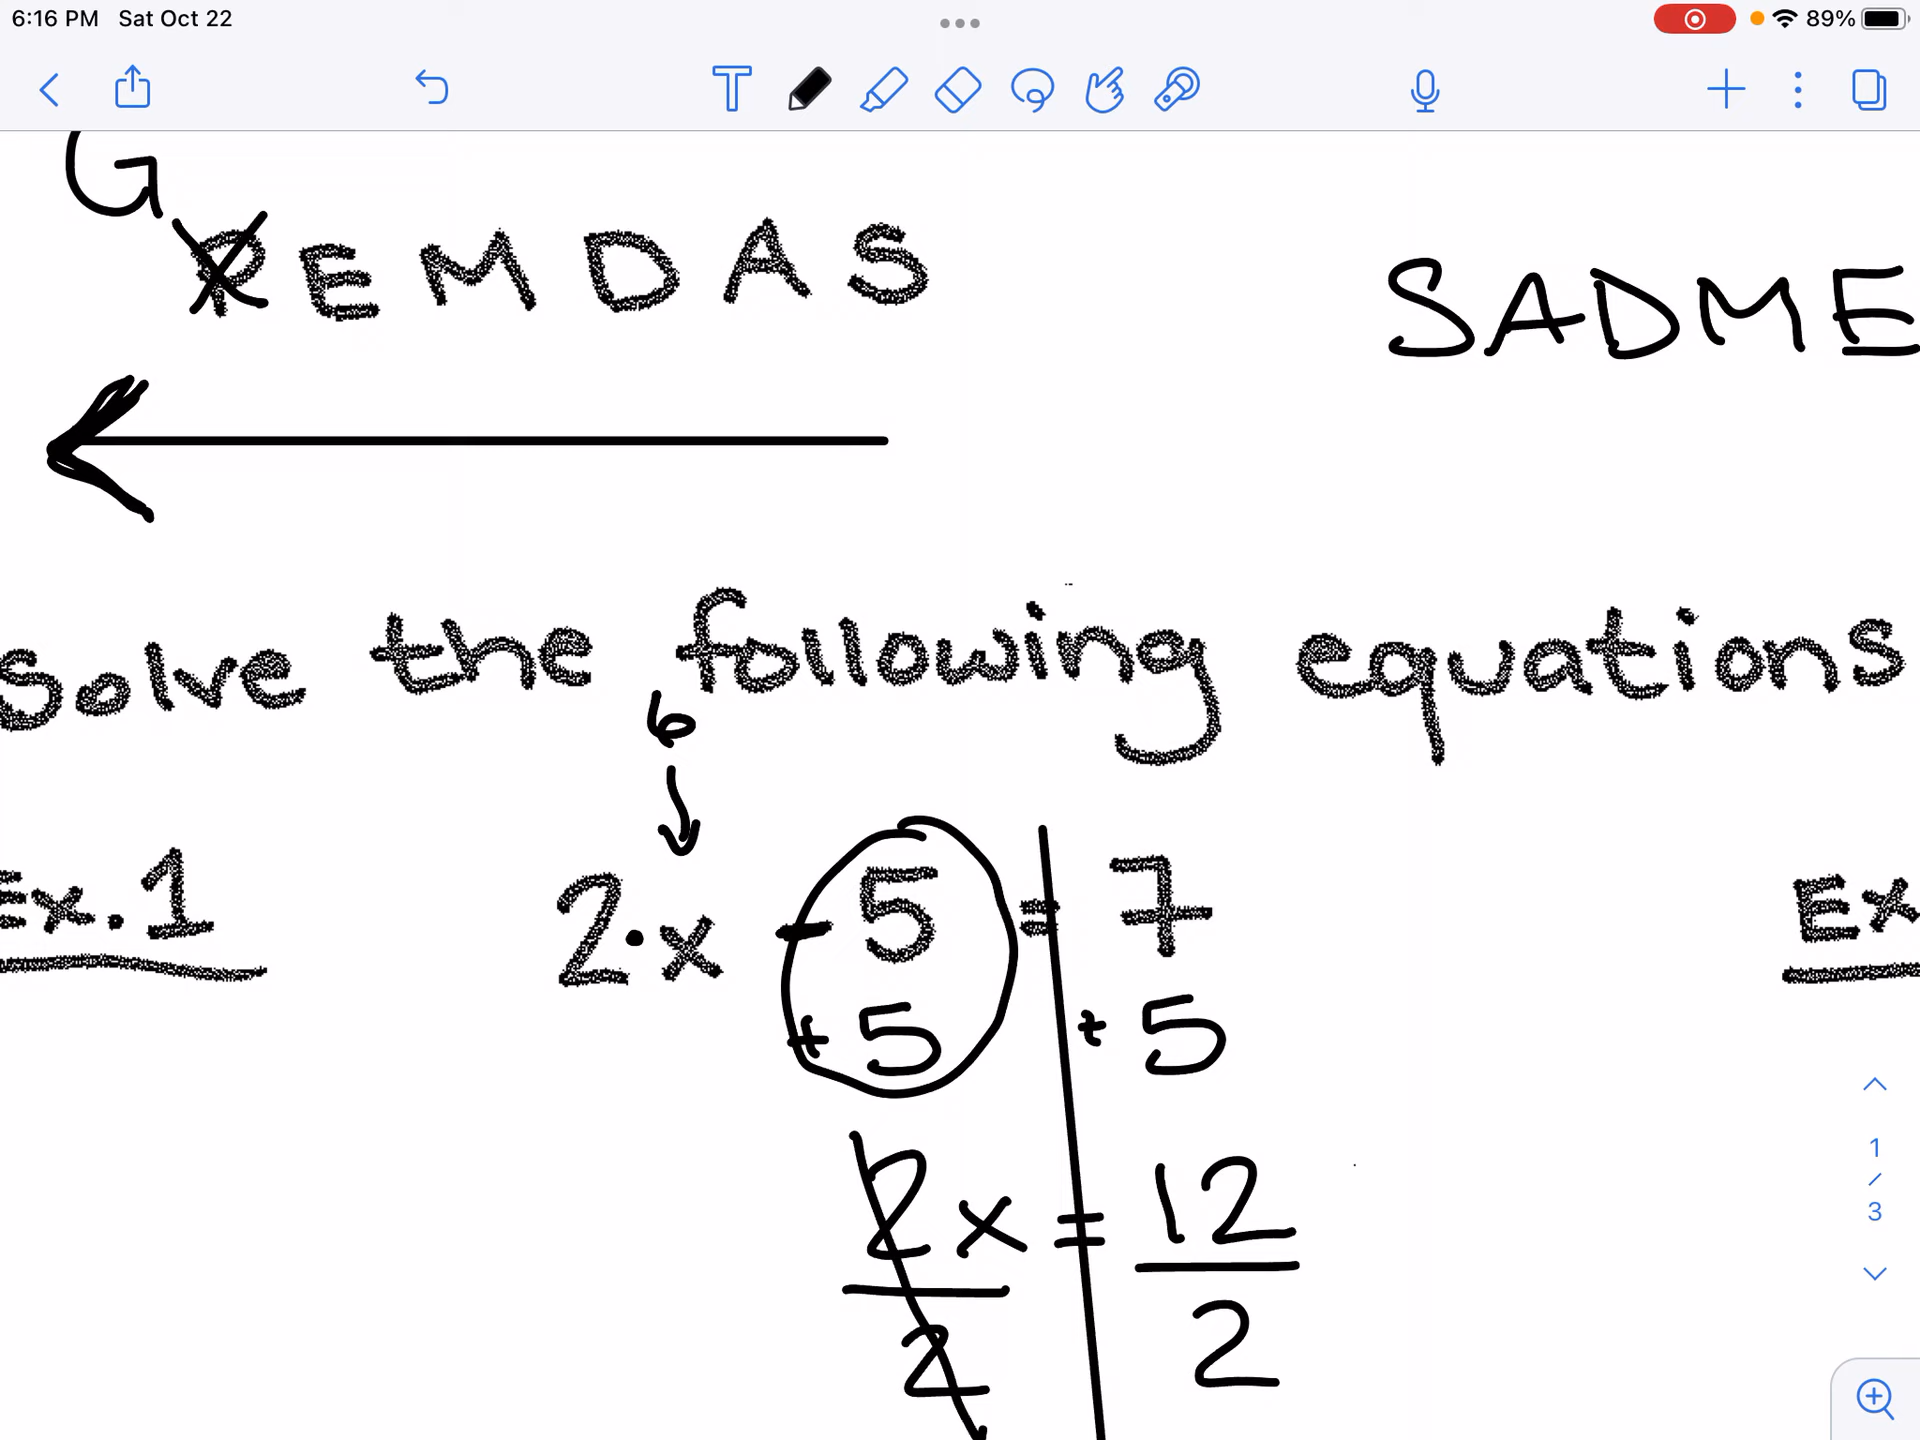 6:16 PM Sat Oct 22
89%
T
G
PEMDAS
SADME
Solve the following equations
6
Ex.1
2·x - 5 = 7
Ex
+ 5 + 5
2x = 12
2 2
1
/
3